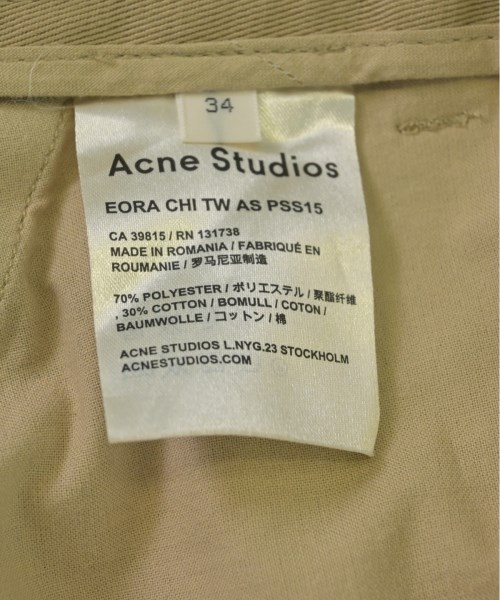 34
Acne Studios
EORA CHI TW AS PSS15
CA 39815 / RN 131738
MADE IN ROMANIA / FABRIQUÉ EN
ROUMANIE / 罗马尼亚制造
70% POLYESTER / ポリエステル / 聚酯纤维
, 30% COTTON / BOMULL / COTON /
BAUMWOLLE / コットン / 棉
ACNE STUDIOS L.NYG.23 STOCKHOLM
ACNESTUDIOS.COM